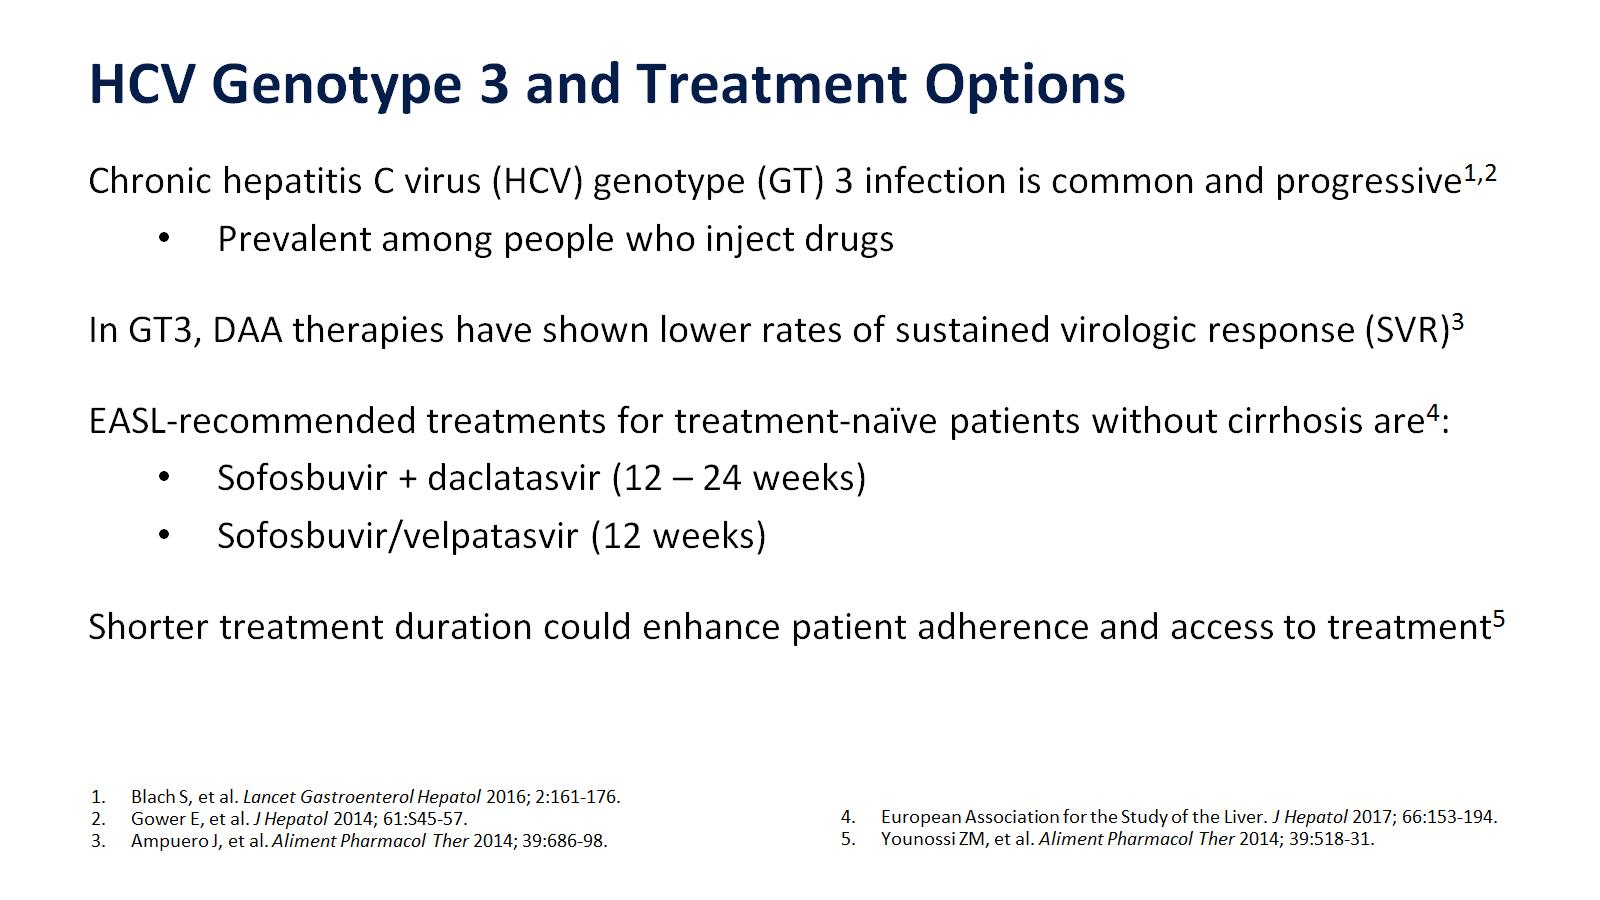 HCV Genotype 3 and Treatment Options
Chronic hepatitis C virus (HCV) genotype (GT) 3 infection is common and progressive1,2
• Prevalent among people who inject drugs
In GT3, DAA therapies have shown lower rates of sustained virologic response (SVR)3
EASL-recommended treatments for treatment-naïve patients without cirrhosis are4:
• Sofosbuvir + daclatasvir (12 – 24 weeks)
• Sofosbuvir/velpatasvir (12 weeks)
Shorter treatment duration could enhance patient adherence and access to treatment5
1. Blach S, et al. Lancet Gastroenterol Hepatol 2016; 2:161-176.
2. Gower E, et al. J Hepatol 2014; 61:S45-57.
3. Ampuero J, et al. Aliment Pharmacol Ther 2014; 39:686-98.
4. European Association for the Study of the Liver. J Hepatol 2017; 66:153-194.
5. Younossi ZM, et al. Aliment Pharmacol Ther 2014; 39:518-31.